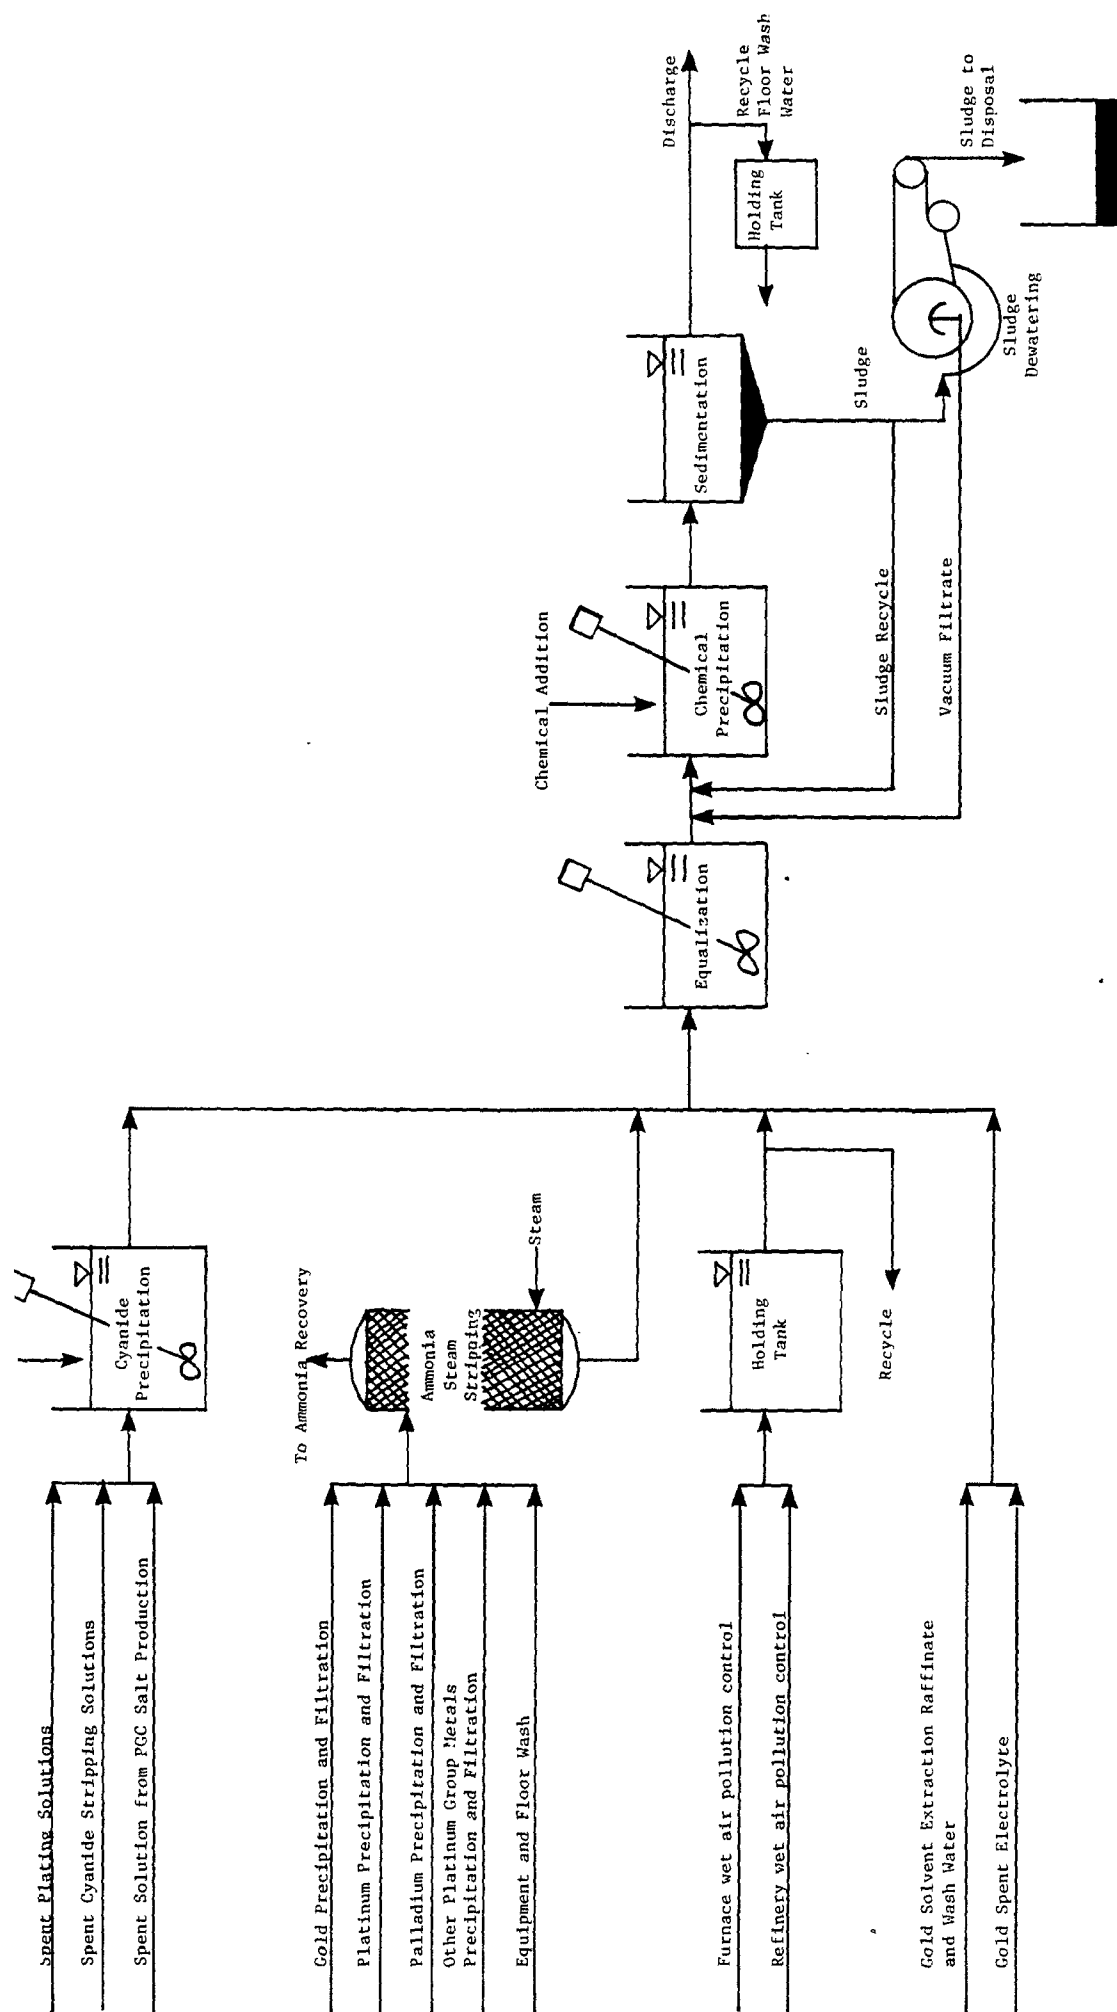 Spent Plating Solutions
Spent Cyanide Stripping Solutions
Spent Solution from PGC Salt Production
Cyanide
Precipitation
Gold Precipitation and Filtration
Platinum Precipitation and Filtration
Palladium Precipitation and Filtration
Other Platinum Group Metals
Precipitation and Filtration
Equipment and Floor Wash
To Ammonia Recovery
Ammonia
Steam
Stripping
Steam
Furnace wet air pollution control
Refinery wet air pollution control
Holding
Tank
Recycle
Gold Solvent Extraction Raffinate
and Wash Water
Gold Spent Electrolyte
Equalization
Chemical Addition
Chemical
Precipitation
Sedimentation
Discharge
Recycle
Floor Wash
Water
Holding
Tank
Sludge
Sludge Recycle
Vacuum Filtrate
Sludge
Dewatering
Sludge to
Disposal